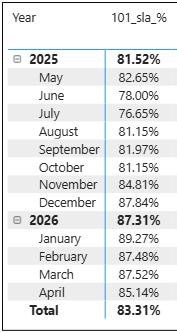 Year 101_sla_%
2025 81.52%
May 82.65%
June 78.00%
July 76.65%
August 81.15%
September 81.97%
October 81.15%
November 84.81%
December 87.84%
2026 87.31%
January 89.27%
February 87.48%
March 87.52%
April 85.14%
Total 83.31%